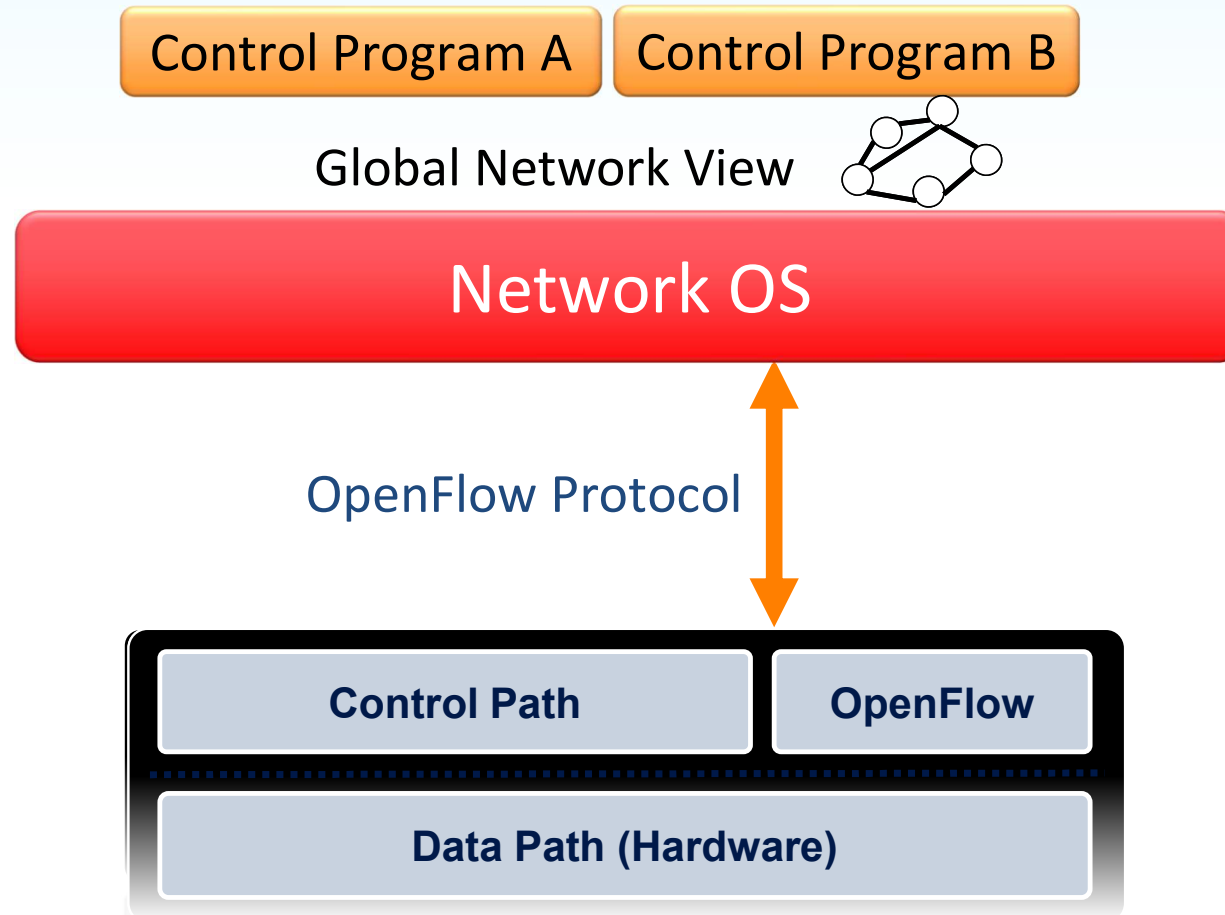 Control Program A
Control Program B
Global Network View
Network OS
OpenFlow Protocol
Control Path
OpenFlow
Data Path (Hardware)